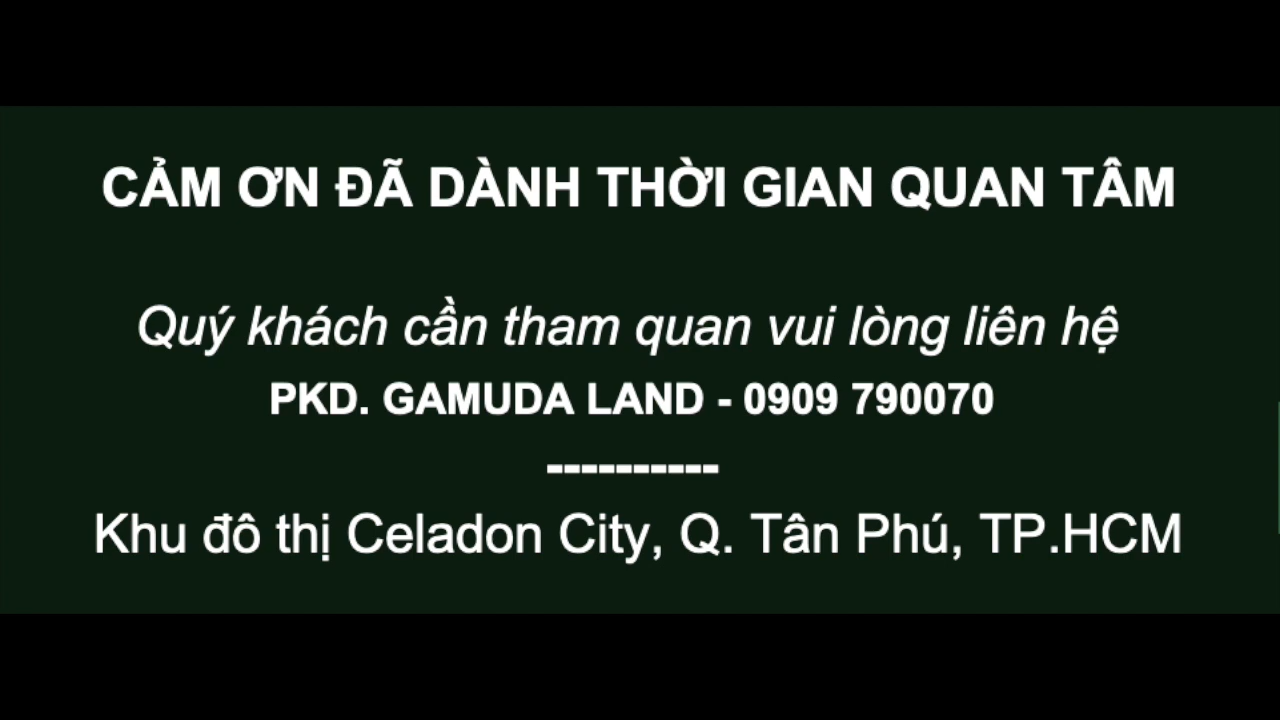 CẢM ƠN ĐÃ DÀNH THỜI GIAN QUAN TÂM
Quý khách cần tham quan vui lòng liên hệ
PKD. GAMUDA LAND - 0909 790070
----------
Khu đô thị Celadon City, Q. Tân Phú, TP.HCM